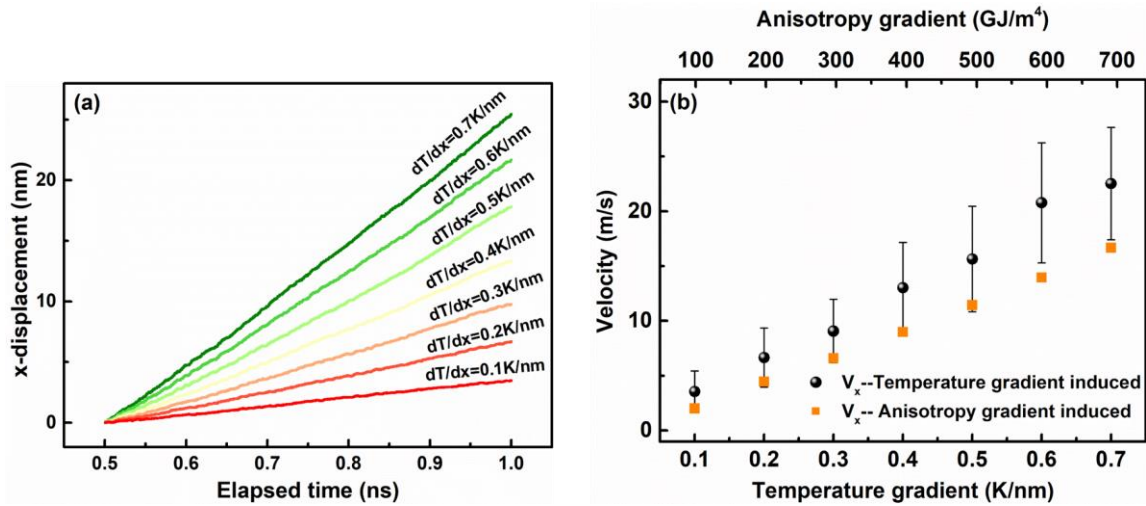 (a)
x-displacement (nm)
20
10
0
dT/dx=0.7K/nm
dT/dx=0.6K/nm
dT/dx=0.5K/nm
dT/dx=0.4K/nm
dT/dx=0.3K/nm
dT/dx=0.2K/nm
dT/dx=0.1K/nm
0.5 0.6 0.7 0.8 0.9 1.0
Elapsed time (ns)
Anisotropy gradient (GJ/m⁴)
100 200 300 400 500 600 700
(b)
Velocity (m/s)
30
20
10
0
Vₓ--Temperature gradient induced
Vₓ-- Anisotropy gradient induced
0.1 0.2 0.3 0.4 0.5 0.6 0.7
Temperature gradient (K/nm)